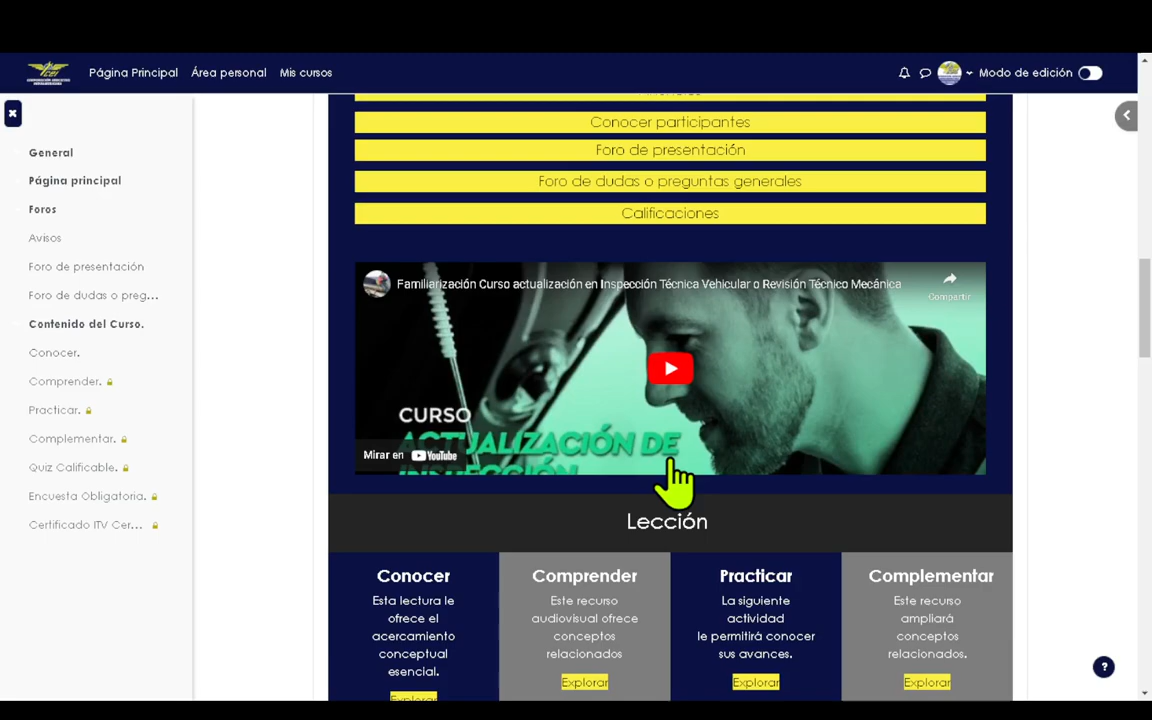 Página Principal
Área personal
Mis cursos
Modo de edición
General
Página principal
Foros
Avisos
Foro de presentación
Foro de dudas o preg...
Contenido del Curso.
Conocer.
Comprender.
Practicar.
Complementar.
Quiz Calificable.
Encuesta Obligatoria.
Certificado ITV Cer...
Conocer participantes
Foro de presentación
Foro de dudas o preguntas generales
Calificaciones
Familiarización Curso actualización en Inspección Técnica Vehicular o Revisión Técnico Mecánica
Compartir
CURSO
ACTUALIZACIÓN DE
INSPECCIÓN
Mirar en YouTube
Lección
Conocer
Esta lectura le
ofrece el
acercamiento
conceptual
esencial.
Explorar
Comprender
Este recurso
audiovisual ofrece
conceptos
relacionados
Explorar
Practicar
La siguiente
actividad
le permitirá conocer
sus avances.
Explorar
Complementar
Este recurso
ampliará
conceptos
relacionados.
Explorar
?